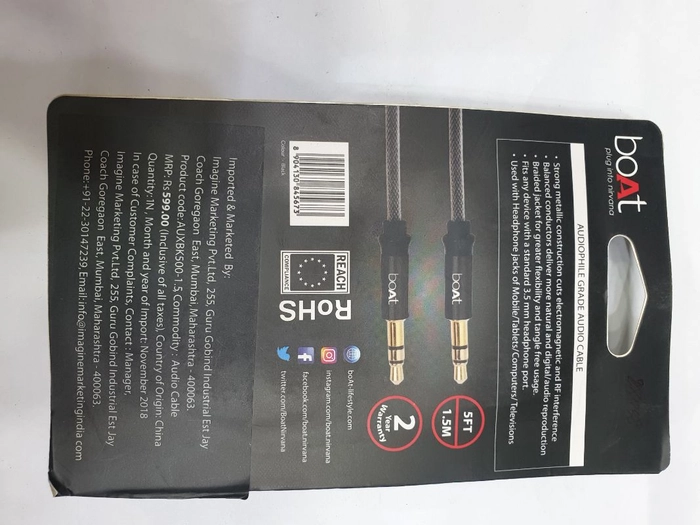 boAt
plug into nirvana
AUDIOPHILE GRADE AUDIO CABLE
• Strong metallic construction cuts electromagnetic and RF interference
• Balanced conductors deliver more natural and digital/audio reproduction
• Braided jacket for greater flexibility and tangle free usage.
• Fits any device with a standard 3.5 mm headphone port.
• Used with Headphone jacks of Mobile/Tablets/Computers/Televisions
boAt
boAt
5FT
1.5M
2
Year
Warranty
REACH
COMPLIANCE
RoHS
boAt-lifestyle.com
instagram.com/boat.nirvana
facebook.com/boat.nirvana
twitter.com/BoatNirvana
8 904130 845673
Colour: Black
Imported & Marketed By:
Imagine Marketing Pvt.Ltd, 255, Guru Gobind Industrial Est Jay
Coach Goregaon East, Mumbai, Maharashtra - 400063.
Product code:AUXBK500-1.5, Commodity : Audio Cable
MRP: Rs599.00 (Inclusive of all taxes), Country of Origin: China
Quantity:1N , Month and year of Import: November 2018
In case of Customer Complaints, Contact : Manager,
Imagine Marketing Pvt.Ltd, 255, Guru Gobind Industrial Est Jay
Coach Goregaon East, Mumbai, Maharashtra - 400063.
Phone:+91-22-30147239, Email:info@imaginemarketingindia.com